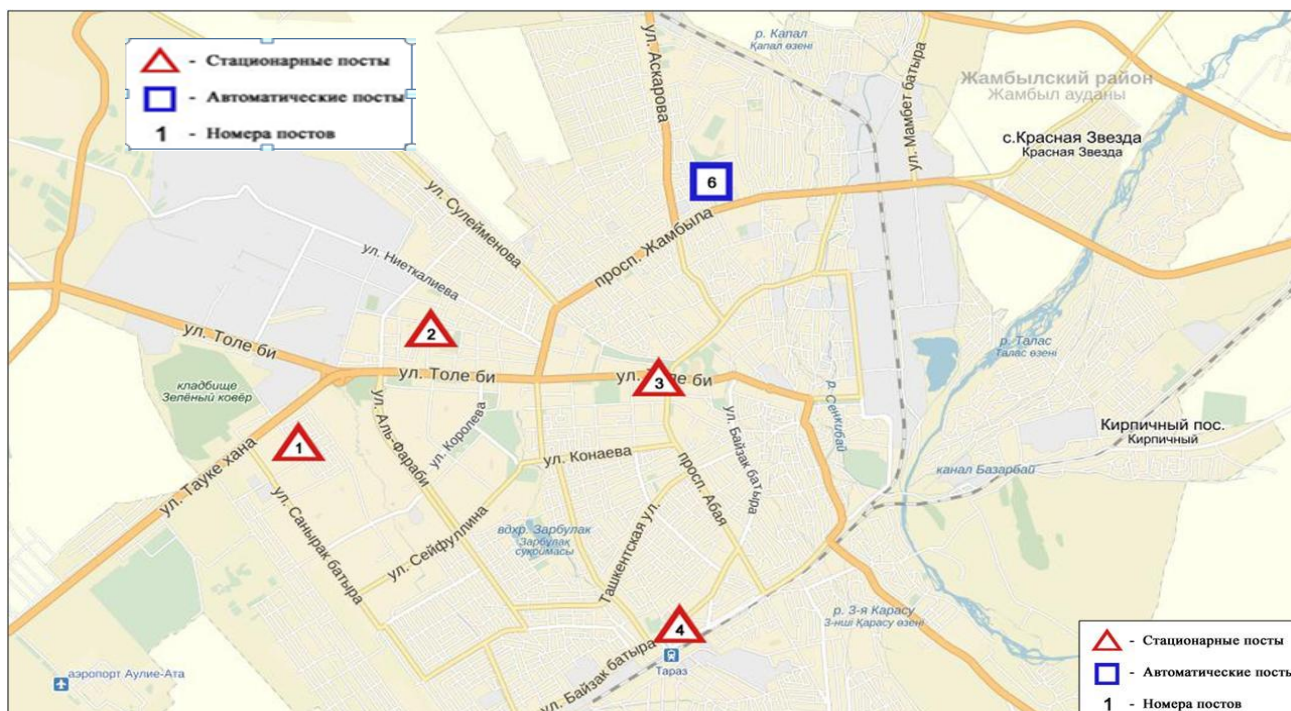 - Стационарные посты
- Автоматические посты
1 - Номера постов
ул. Аскарова
р. Капал
Қапал өзені
ул. Мамбет батыра
Жамбылский район
Жамбыл ауданы
с.Красная Звезда
Красная Звезда
6
ул. Сулейменова
просп. Жамбыла
ул. Ниеткалиева
2
ул. Толе би
р. Талас
Талас өзені
ул. Толе би
3
ул. Толе би
кладбище
Зелёный ковёр
р. Сенкибай
ул. Аль-Фараби
ул. Королева
ул. Байзак батыра
Кирпичный пос.
Кирпичный
1
ул. Тауке хана
ул. Конаева
просп. Абая
канал Базарбай
ул. Санырак батыра
ул. Сейфуллина
вдхр. Зарбулак
Зарбұлақ
суқоймасы
Ташкентская ул.
р. 3-я Карасу
3-нші Қарасу өзені
4
Тараз
ул. Байзак батыра
аэропорт Аулие-Ата
- Стационарные посты
- Автоматические посты
1 - Номера постов